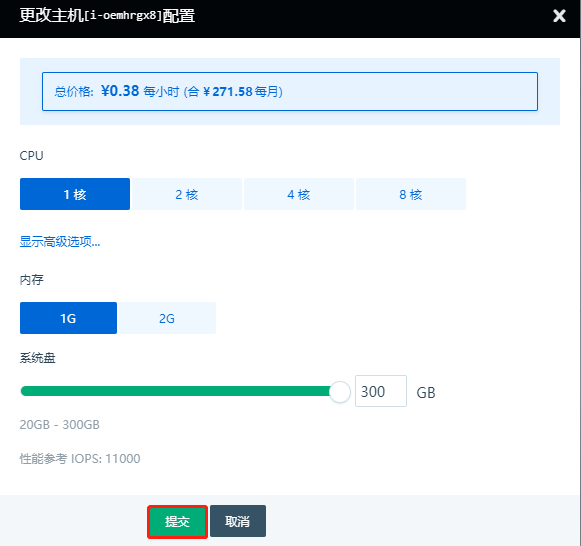 更改主机[i-oemhrgx8]配置
总价格: ¥0.38 每小时 (合 ¥271.58每月)
CPU
1 核 2 核 4 核 8 核
显示高级选项...
内存
1G 2G
系统盘
300 GB
20GB - 300GB
性能参考 IOPS: 11000
提交 取消